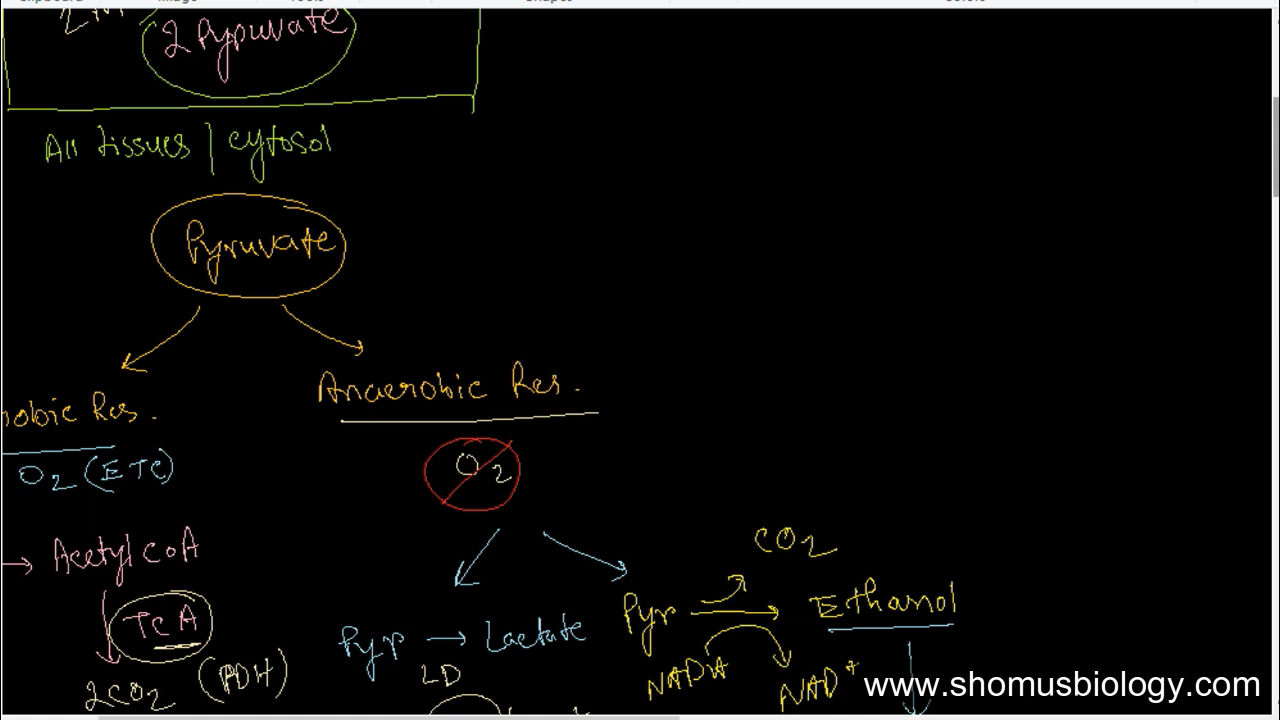 2 Pyruvate
All tissues | cytosol
Pyruvate
Anaerobic Res.
robic Res.
O2 (ETC)
O2
CO2
Acetyl CoA
Pyr → Ethanol
TCA
Pyr → Lactate
LD
NADH
NAD+
2CO2 (PDH)
www.shomusbiology.com